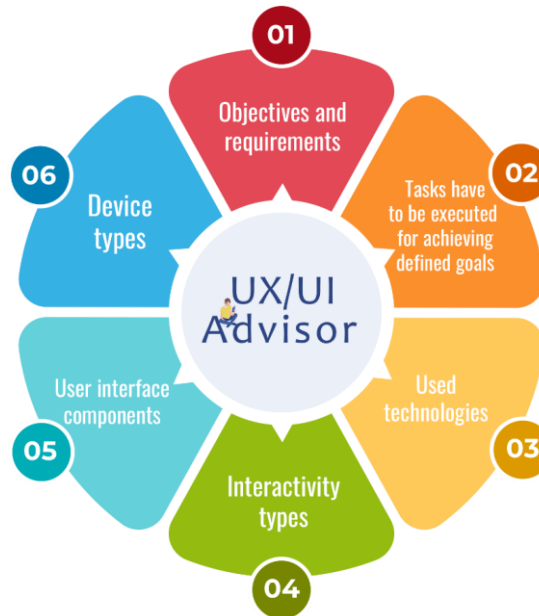 01
Objectives and
requirements
02
Tasks have
to be executed
for achieving
defined goals
03
Used
technologies
04
Interactivity
types
05
User interface
components
06
Device
types
UX/UI
Advisor